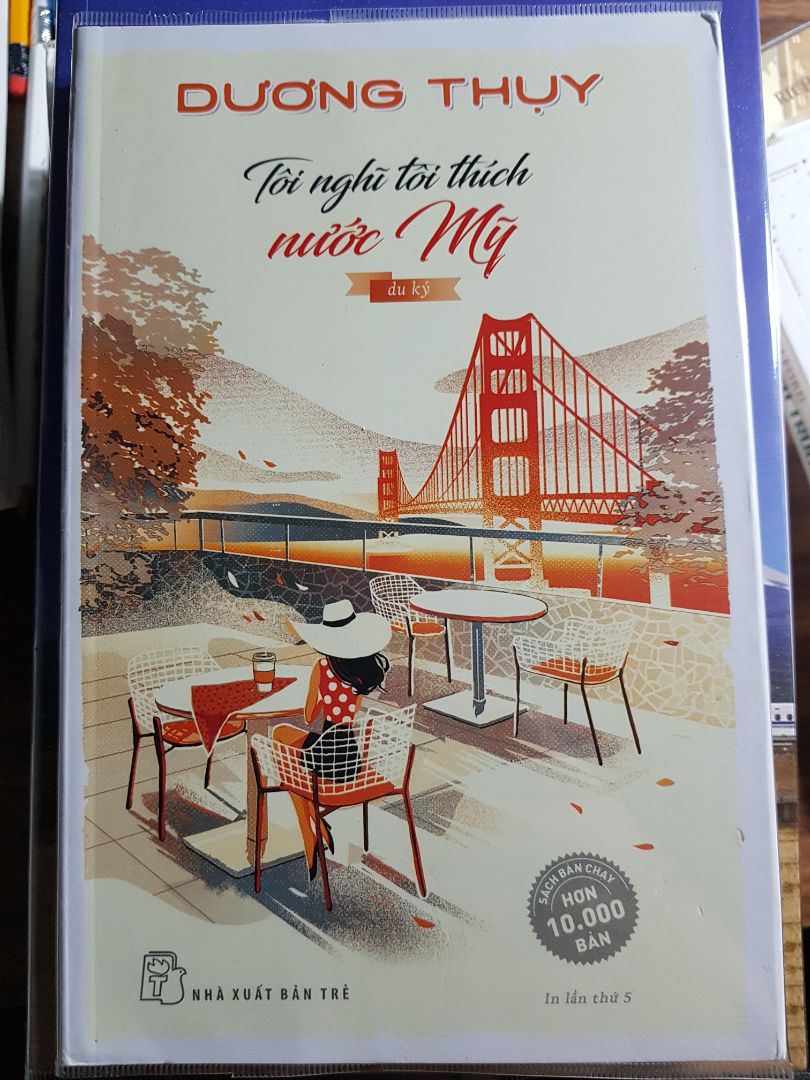 DƯƠNG THỤY
Tôi nghĩ tôi thích
nước Mỹ
du ký
SÁCH BÁN CHẠY
HƠN
10.000
BẢN
NHÀ XUẤT BẢN TRẺ
In lần thứ 5